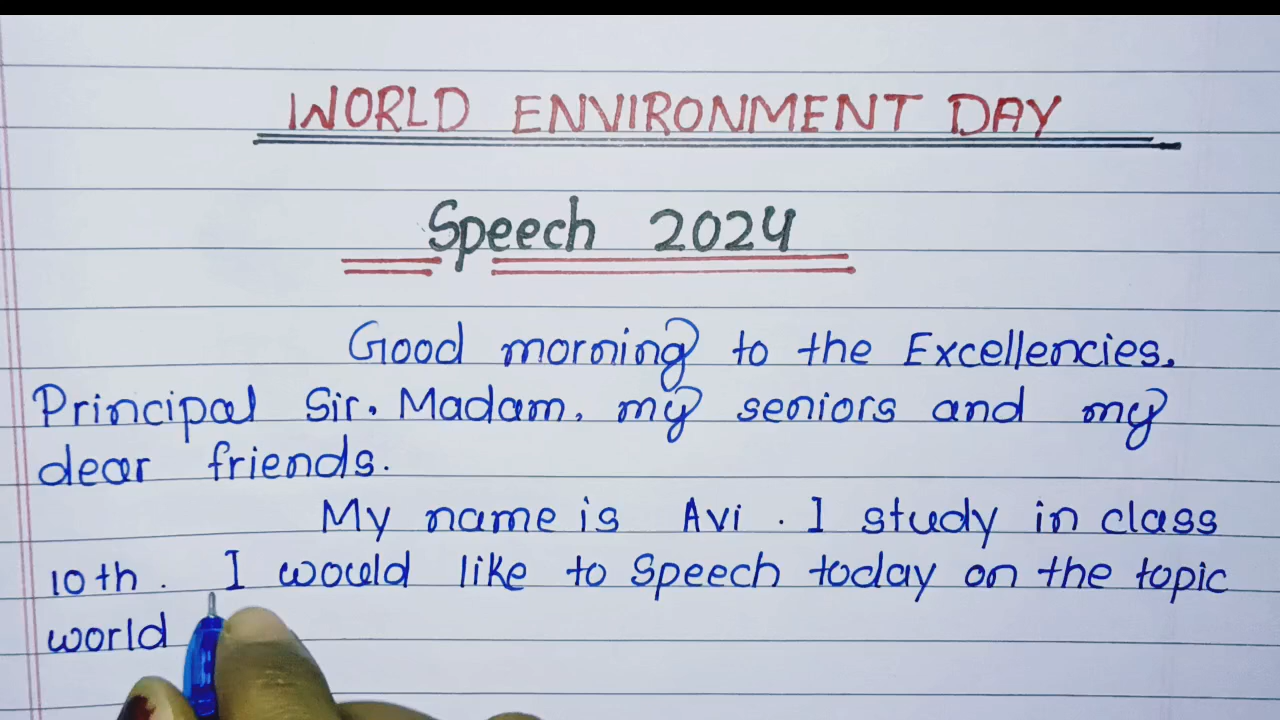 WORLD ENVIRONMENT DAY
Speech 2024
Good morning to the Excellencies.
Principal Sir. Madam. my seniors and my
dear friends.
My name is Avi . I study in class
10th . I would like to speech today on the topic
world